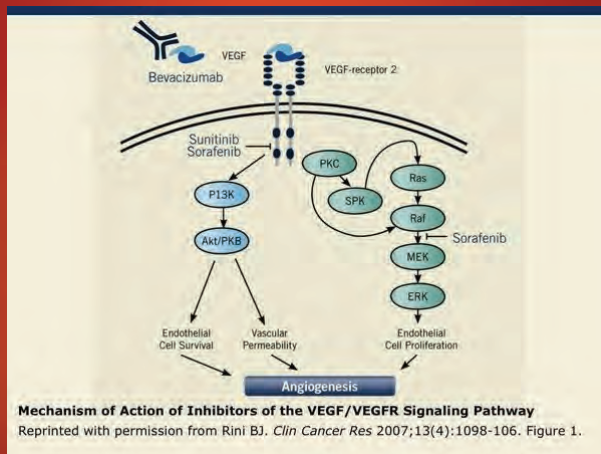 VEGF
Bevacizumab
VEGF-receptor 2
Sunitinib
Sorafenib
PKC
SPK
Ras
P13K
Raf
Sorafenib
Akt/PKB
MEK
ERK
Endothelial
Cell Survival
Vascular
Permeability
Endothelial
Cell Proliferation
Angiogenesis
Mechanism of Action of Inhibitors of the VEGF/VEGFR Signaling Pathway
Reprinted with permission from Rini BJ. Clin Cancer Res 2007;13(4):1098-106. Figure 1.